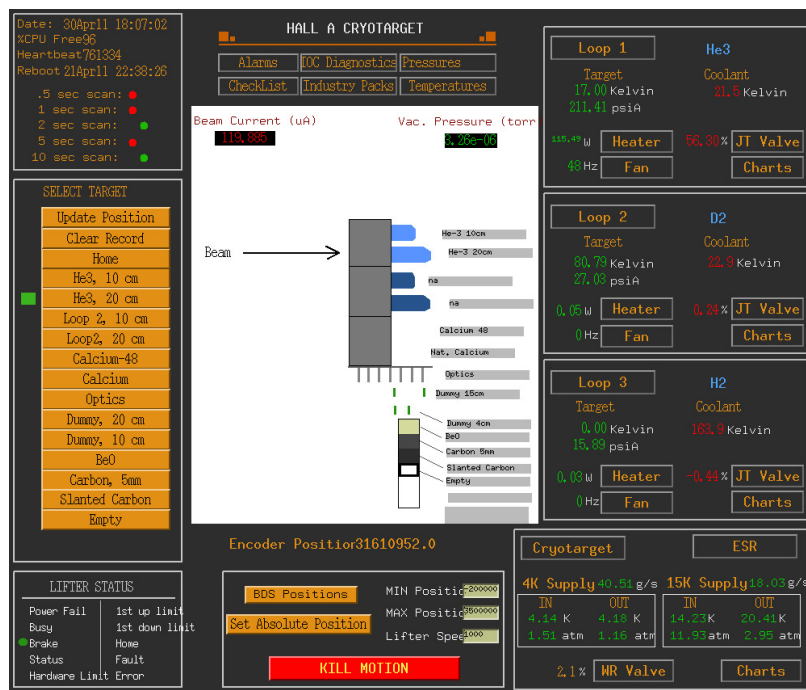 Date: 30Apr11 18:07:02
%CPU Free96
Heartbeat761334
Reboot 21Apr11 22:38:26
.5 sec scan:
1 sec scan:
2 sec scan:
5 sec scan:
10 sec scan:
HALL A CRYOTARGET
Alarms IOC Diagnostics Pressures
CheckList Industry Packs Temperatures
Beam Current (uA) Vac. Pressure (torr
119,885 3.26e-06
Beam
He-3 10cm
He-3 20cm
na
na
Calcium 48
Nat. Calcium
Optics
Dummy 15cm
Dummy 4cm
BeO
Carbon 5mm
Slanted Carbon
Empty
SELECT TARGET
Update Position
Clear Record
Home
He3, 10 cm
He3, 20 cm
Loop 2, 10 cm
Loop2, 20 cm
Calcium-48
Calcium
Optics
Dummy, 20 cm
Dummy, 10 cm
BeO
Carbon, 5mm
Slanted Carbon
Empty
Loop 1 He3
Target Coolant
17.00 Kelvin 21.5 Kelvin
211.41 psiA
115.49 W Heater 56.80 % JT Valve
48 Hz Fan Charts
Loop 2 D2
Target Coolant
80.79 Kelvin 22.9 Kelvin
27.03 psiA
0.05 W Heater 0.24 % JT Valve
0 Hz Fan Charts
Loop 3 H2
Target Coolant
0.00 Kelvin 163.9 Kelvin
15.89 psiA
0.03 W Heater -0.44 % JT Valve
0 Hz Fan Charts
Encoder Position 31610952.0
LIFTER STATUS
Power Fail 1st up limit
Busy 1st down limit
Brake Home
Status Fault
Hardware Limit Error
BDS Positions
Set Absolute Position
MIN Positic -200000
MAX Positic 3500000
Lifter Spee 1000
KILL MOTION
Cryotarget ESR
4K Supply 40.51 g/s 15K Supply 18.03 g/s
IN OUT IN OUT
4.14 K 4.18 K 14.23K 20.41K
1.51 atm 1.16 atm 11.93 atm 2.95 atm
2.1 % WR Valve Charts